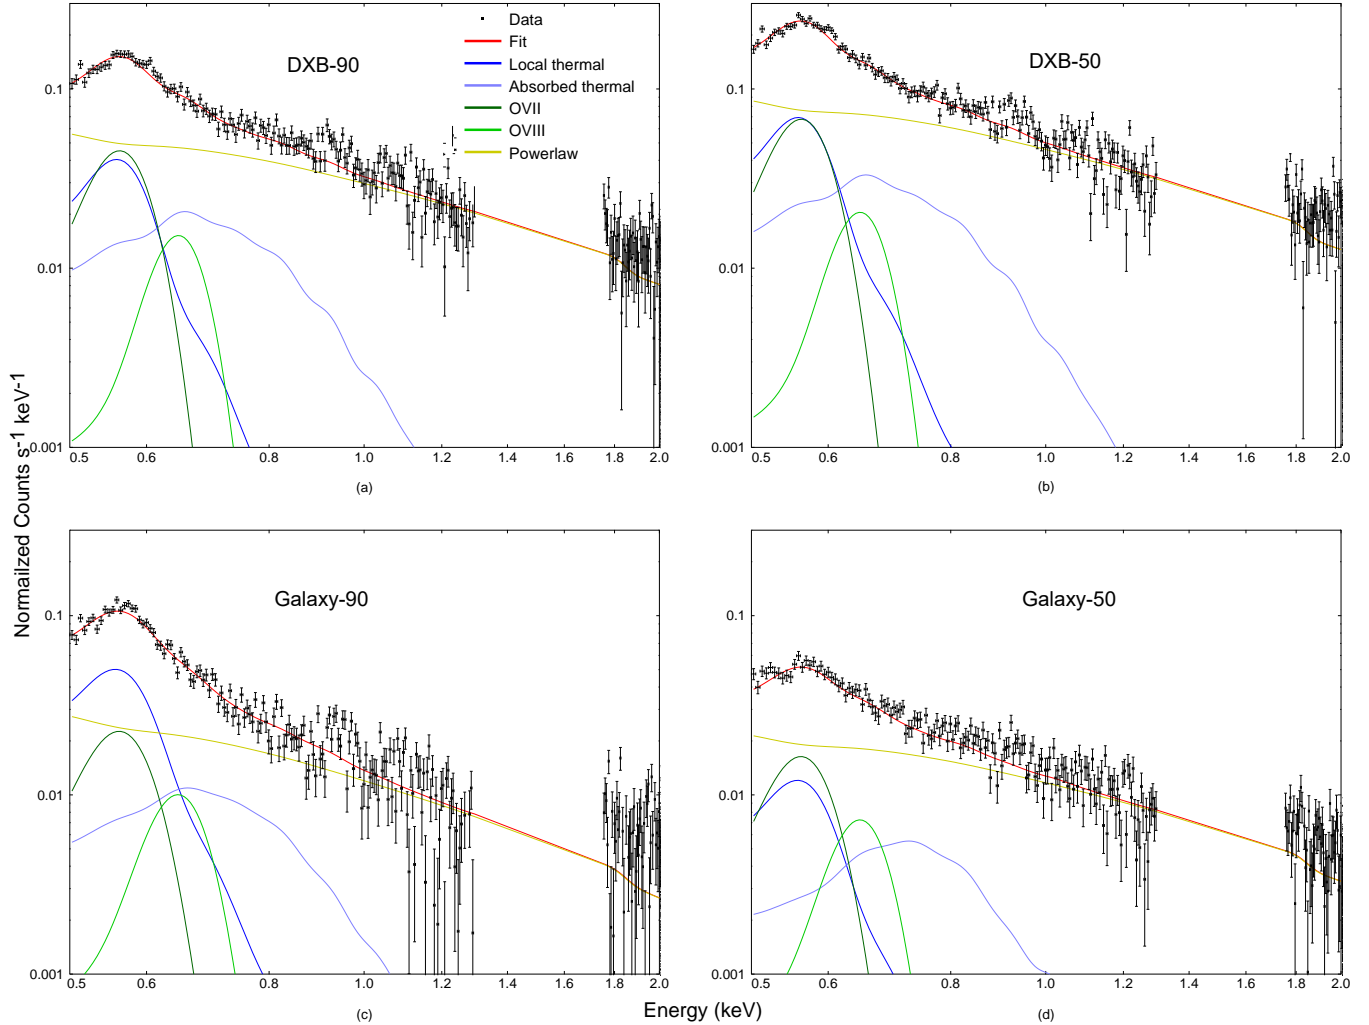 Data
Fit
Local thermal
Absorbed thermal
OVII
OVIII
Powerlaw
DXB-90
0.1
0.01
0.001
0.5 0.6 0.8 1.0 1.2 1.4 1.6 1.8 2.0
(a)
DXB-50
0.1
0.01
0.001
0.5 0.6 0.8 1.0 1.2 1.4 1.6 1.8 2.0
(b)
Normailzed Counts s-1 keV-1
Galaxy-90
0.1
0.01
0.001
0.5 0.6 0.8 1.0 1.2 1.4 1.6 1.8 2.0
(c)
Galaxy-50
0.1
0.01
0.001
0.5 0.6 0.8 1.0 1.2 1.4 1.6 1.8 2.0
(d)
Energy (keV)